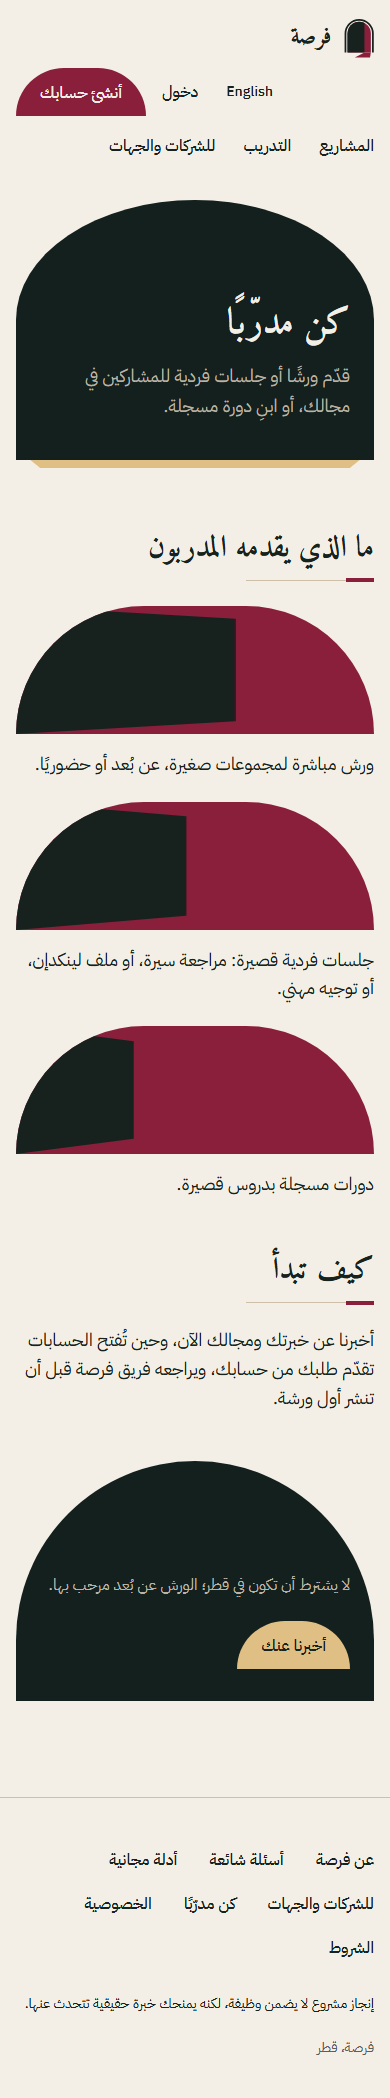 فرصة
English
دخول
أنشئ حسابك
المشاريع
التدريب
للشركات والجهات
كن مدرّبًا
قدّم ورشًا أو جلسات فردية للمشاركين في
مجالك، أو ابنِ دورة مسجلة.
ما الذي يقدمه المدربون
ورش مباشرة لمجموعات صغيرة، عن بُعد أو حضوريًا.
جلسات فردية قصيرة: مراجعة سيرة، أو ملف لينكدإن،
أو توجيه مهني.
دورات مسجلة بدروس قصيرة.
كيف تبدأ
أخبرنا عن خبرتك ومجالك الآن، وحين تُفتح الحسابات
تقدّم طلبك من حسابك، ويراجعه فريق فرصة قبل أن
تنشر أول ورشة.
لا يشترط أن تكون في قطر؛ الورش عن بُعد مرحب بها.
أخبرنا عنك
عن فرصة
أسئلة شائعة
أدلة مجانية
للشركات والجهات
كن مدرّبًا
الخصوصية
الشروط
إنجاز مشروع لا يضمن وظيفة، لكنه يمنحك خبرة حقيقية تتحدث عنها.
فرصة، قطر